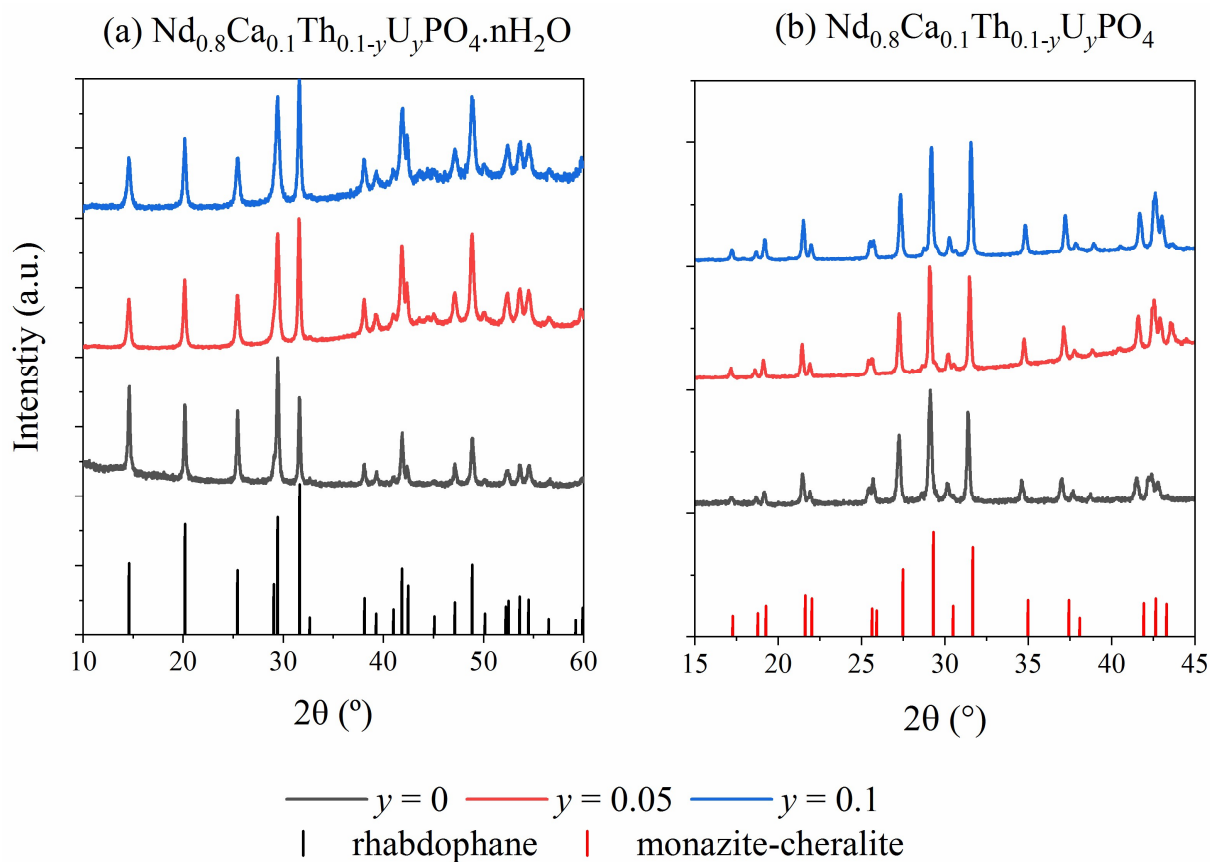 (a) Nd₀.₈Ca₀.₁Th₀.₁₋yUyPO₄.nH₂O
(b) Nd₀.₈Ca₀.₁Th₀.₁₋yUyPO₄
Intenstiy (a.u.)
10 20 30 40 50 60
2θ (º)
15 20 25 30 35 40 45
2θ (°)
y = 0 y = 0.05 y = 0.1
rhabdophane monazite-cheralite